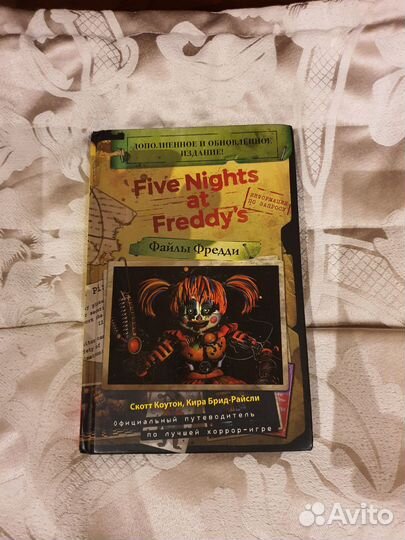 ДОПОЛНЕННОЕ И ОБНОВЛЕННОЕ
ИЗДАНИЕ!
Five Nights
at
Freddy's
ИНФОРМАЦИЯ
ПО ЗАПРОСУ
Файлы Фредди
Скотт Коутон, Кира Брид-Райсли
Официальный путеводитель
по лучшей хоррор-игре
Avito